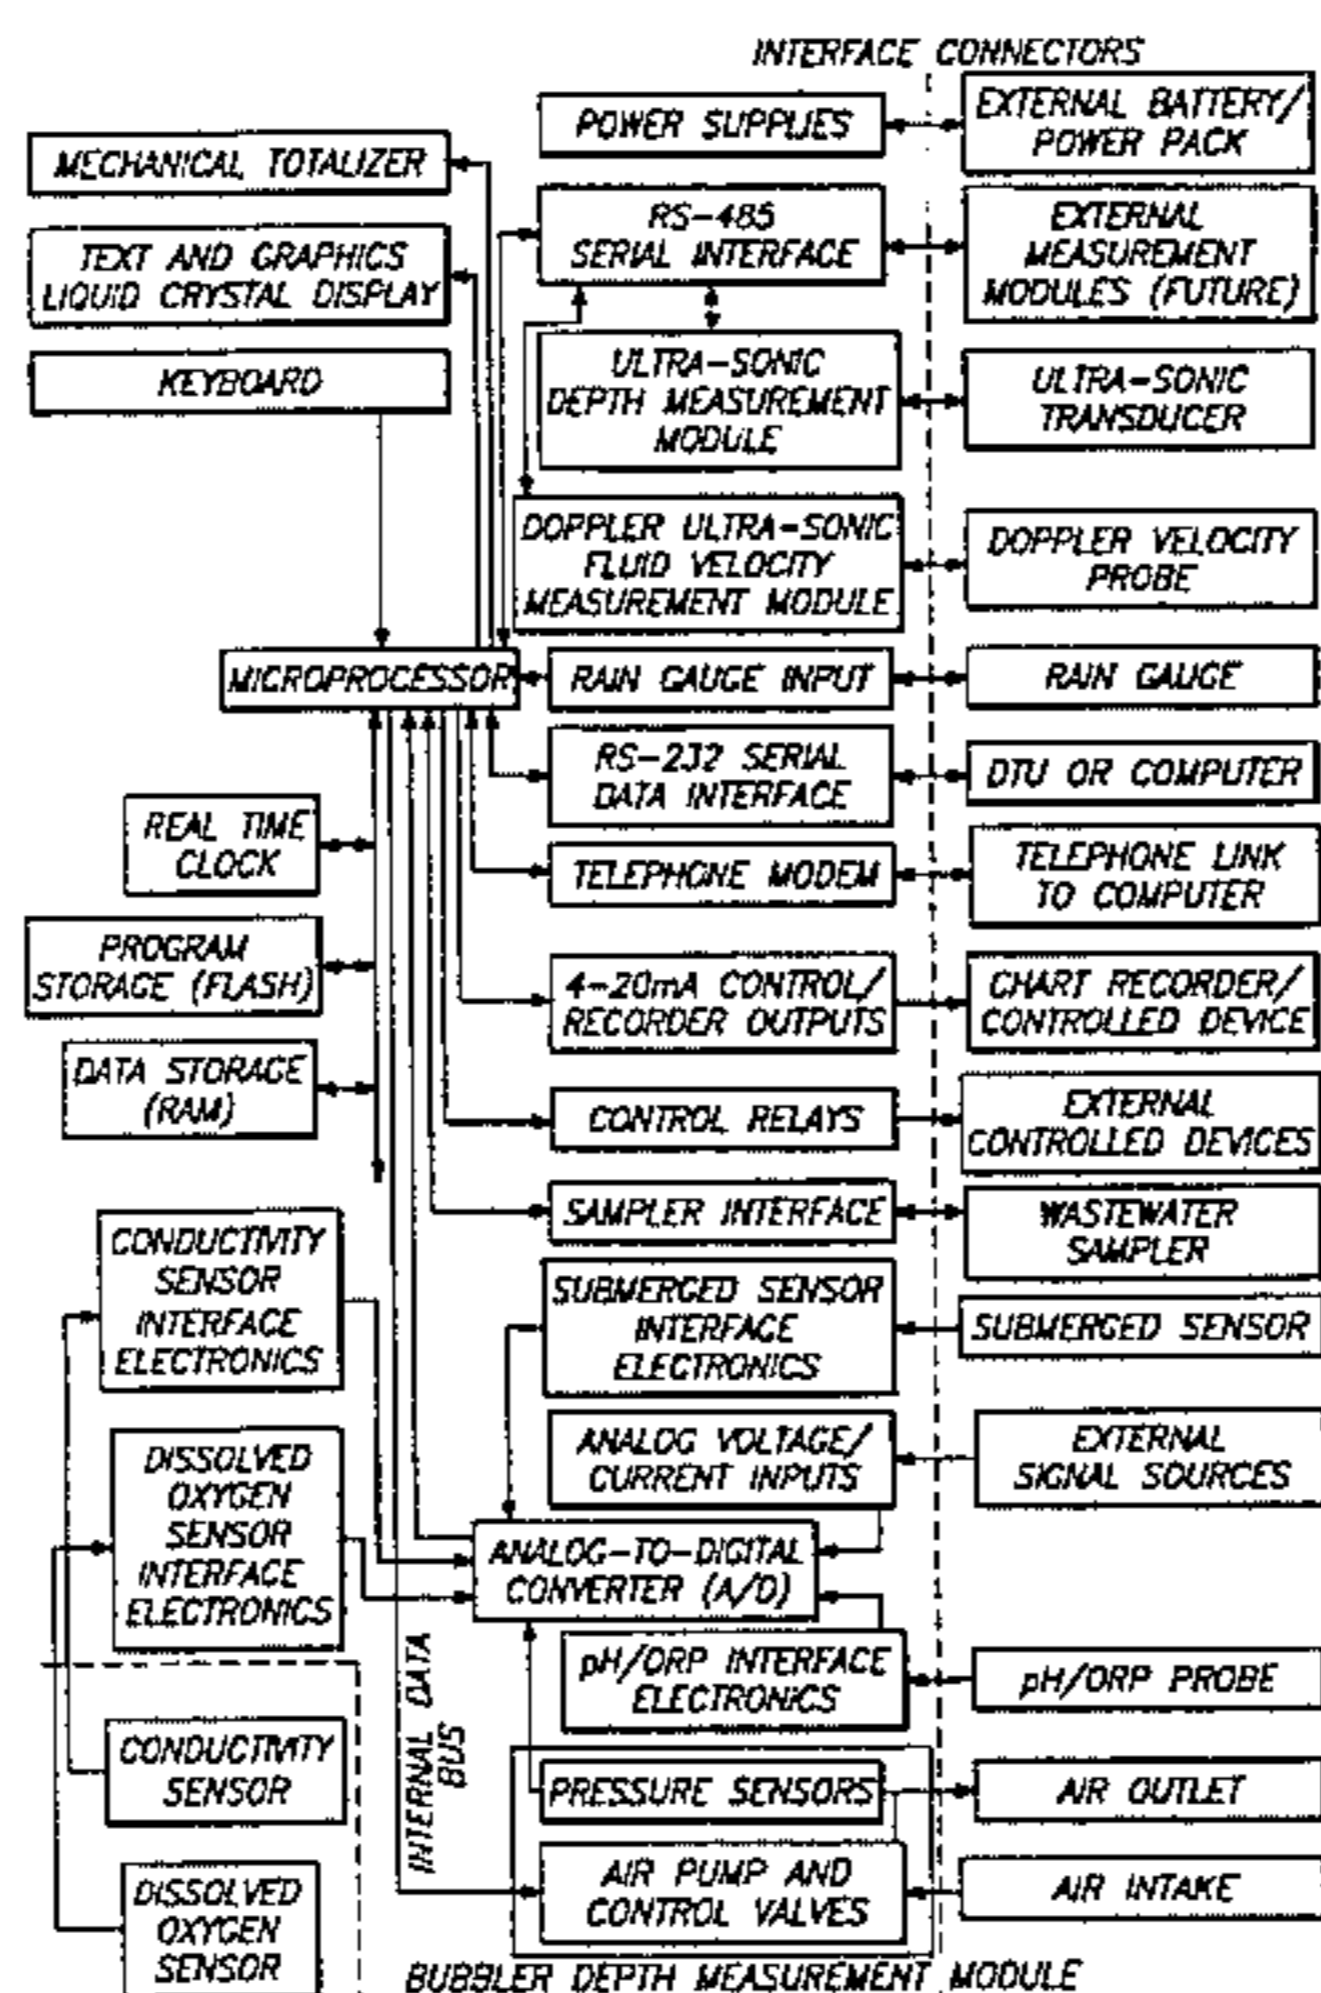 INTERFACE CONNECTORS
POWER SUPPLIES
EXTERNAL BATTERY/
POWER PACK
MECHANICAL TOTALIZER
RS-485
SERIAL INTERFACE
EXTERNAL
MEASUREMENT
MODULES (FUTURE)
TEXT AND GRAPHICS
LIQUID CRYSTAL DISPLAY
KEYBOARD
ULTRA-SONIC
DEPTH MEASUREMENT
MODULE
ULTRA-SONIC
TRANSDUCER
DOPPLER ULTRA-SONIC
FLUID VELOCITY
MEASUREMENT MODULE
DOPPLER VELOCITY
PROBE
MICROPROCESSOR
RAIN GAUGE INPUT
RAIN GAUGE
RS-232 SERIAL
DATA INTERFACE
DTU OR COMPUTER
REAL TIME
CLOCK
TELEPHONE MODEM
TELEPHONE LINK
TO COMPUTER
PROGRAM
STORAGE (FLASH)
4-20mA CONTROL/
RECORDER OUTPUTS
CHART RECORDER/
CONTROLLED DEVICE
DATA STORAGE
(RAM)
CONTROL RELAYS
EXTERNAL
CONTROLLED DEVICES
SAMPLER INTERFACE
WASTEWATER
SAMPLER
CONDUCTIVITY
SENSOR
INTERFACE
ELECTRONICS
SUBMERGED SENSOR
INTERFACE
ELECTRONICS
SUBMERGED SENSOR
DISSOLVED
OXYGEN
SENSOR
INTERFACE
ELECTRONICS
ANALOG VOLTAGE/
CURRENT INPUTS
EXTERNAL
SIGNAL SOURCES
ANALOG-TO-DIGITAL
CONVERTER (A/D)
pH/ORP INTERFACE
ELECTRONICS
pH/ORP PROBE
INTERNAL DATA
BUS
CONDUCTIVITY
SENSOR
PRESSURE SENSORS
AIR OUTLET
AIR PUMP AND
CONTROL VALVES
AIR INTAKE
DISSOLVED
OXYGEN
SENSOR
BUBBLER DEPTH MEASUREMENT MODULE